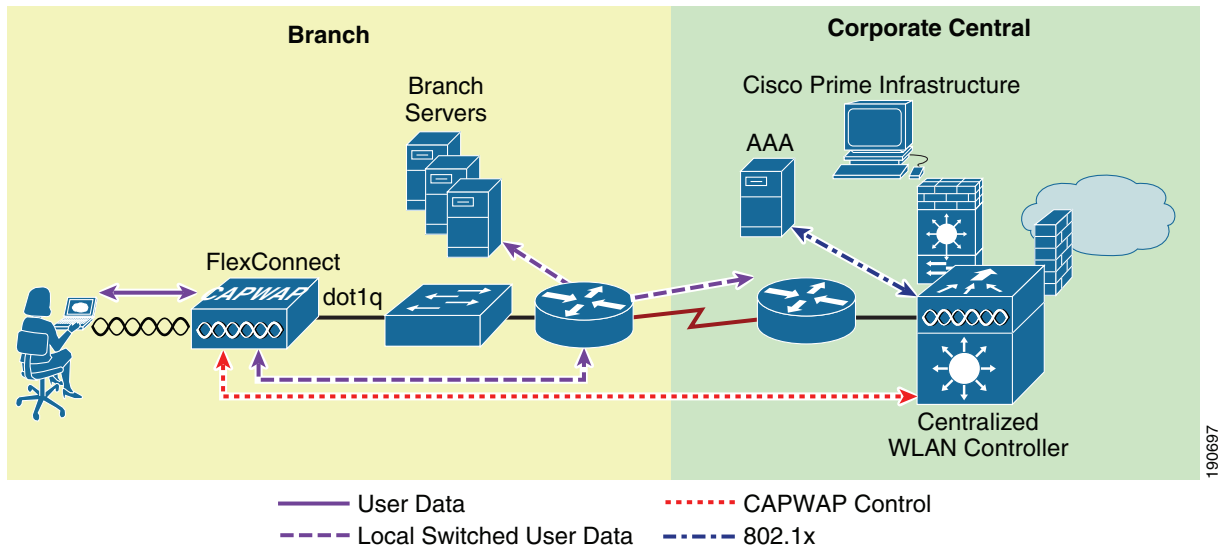 Branch
Corporate Central
Branch
Servers
Cisco Prime Infrastructure
AAA
FlexConnect
CAPWAP
dot1q
Centralized
WLAN Controller
190697
User Data
CAPWAP Control
Local Switched User Data
802.1x